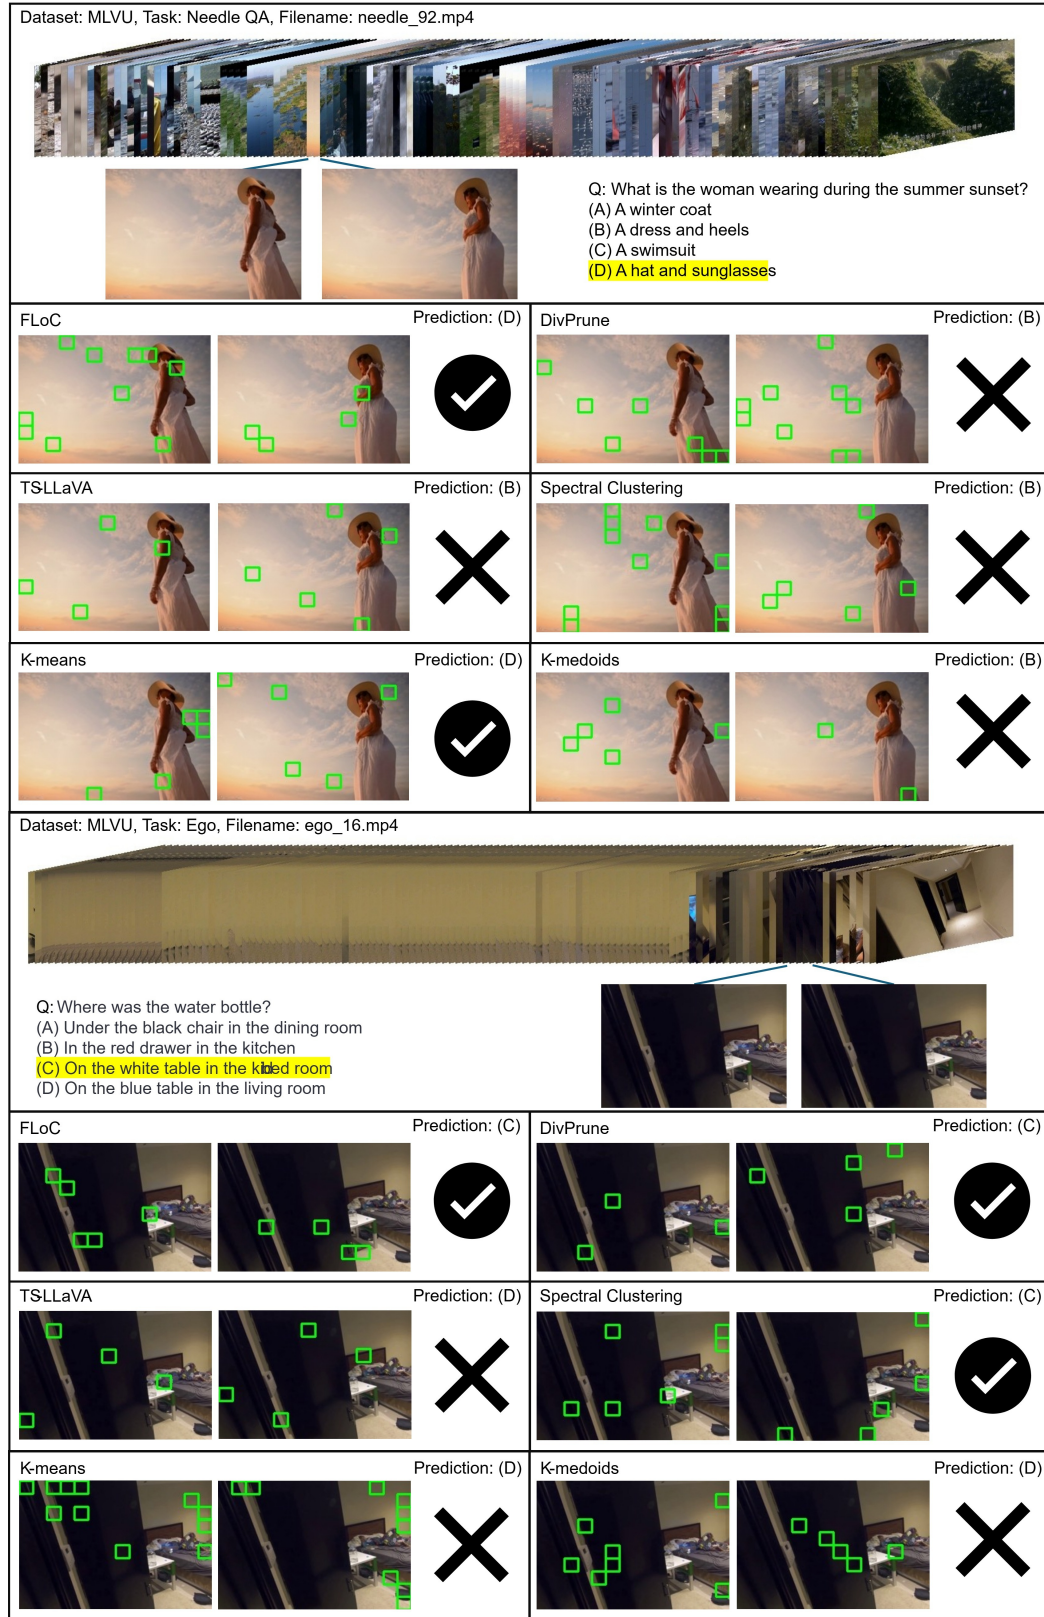 Dataset: MLVU, Task: Needle QA, Filename: needle_92.mp4
Q: What is the woman wearing during the summer sunset?
(A) A winter coat
(B) A dress and heels
(C) A swimsuit
(D) A hat and sunglasses
FLoC
Prediction: (D)
DivPrune
Prediction: (B)
TS-LLaVA
Prediction: (B)
Spectral Clustering
Prediction: (B)
K-means
Prediction: (D)
K-medoids
Prediction: (B)
Dataset: MLVU, Task: Ego, Filename: ego_16.mp4
Q: Where was the water bottle?
(A) Under the black chair in the dining room
(B) In the red drawer in the kitchen
(C) On the white table in the room
(D) On the blue table in the living room
FLoC
Prediction: (C)
DivPrune
Prediction: (C)
TS-LLaVA
Prediction: (D)
Spectral Clustering
Prediction: (C)
K-means
Prediction: (D)
K-medoids
Prediction: (D)